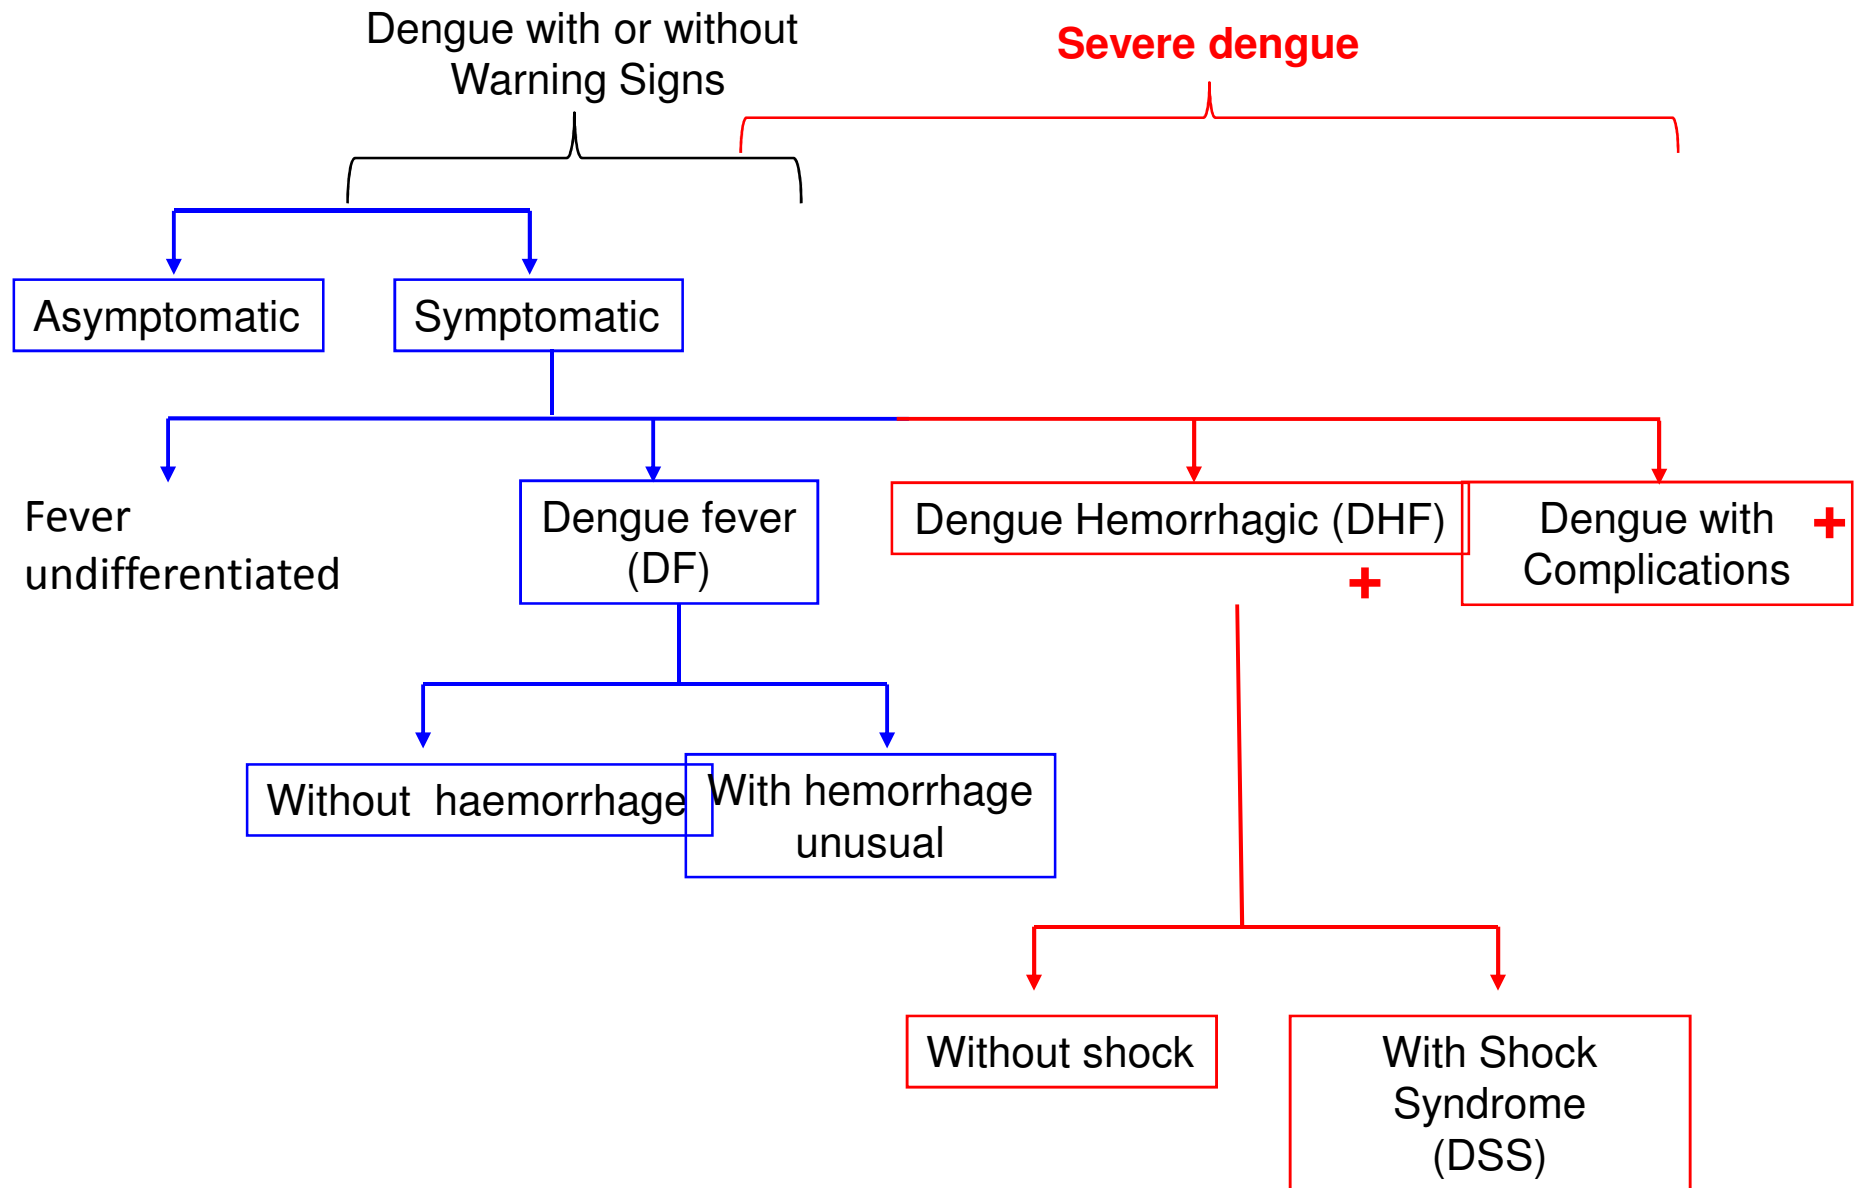 Dengue with or without
Warning Signs
Severe dengue
Asymptomatic
Symptomatic
Fever
undifferentiated
Dengue fever
(DF)
Dengue Hemorrhagic (DHF)
+
Dengue with
Complications
+
Without  haemorrhage
With hemorrhage
unusual
Without shock
With Shock
Syndrome
(DSS)